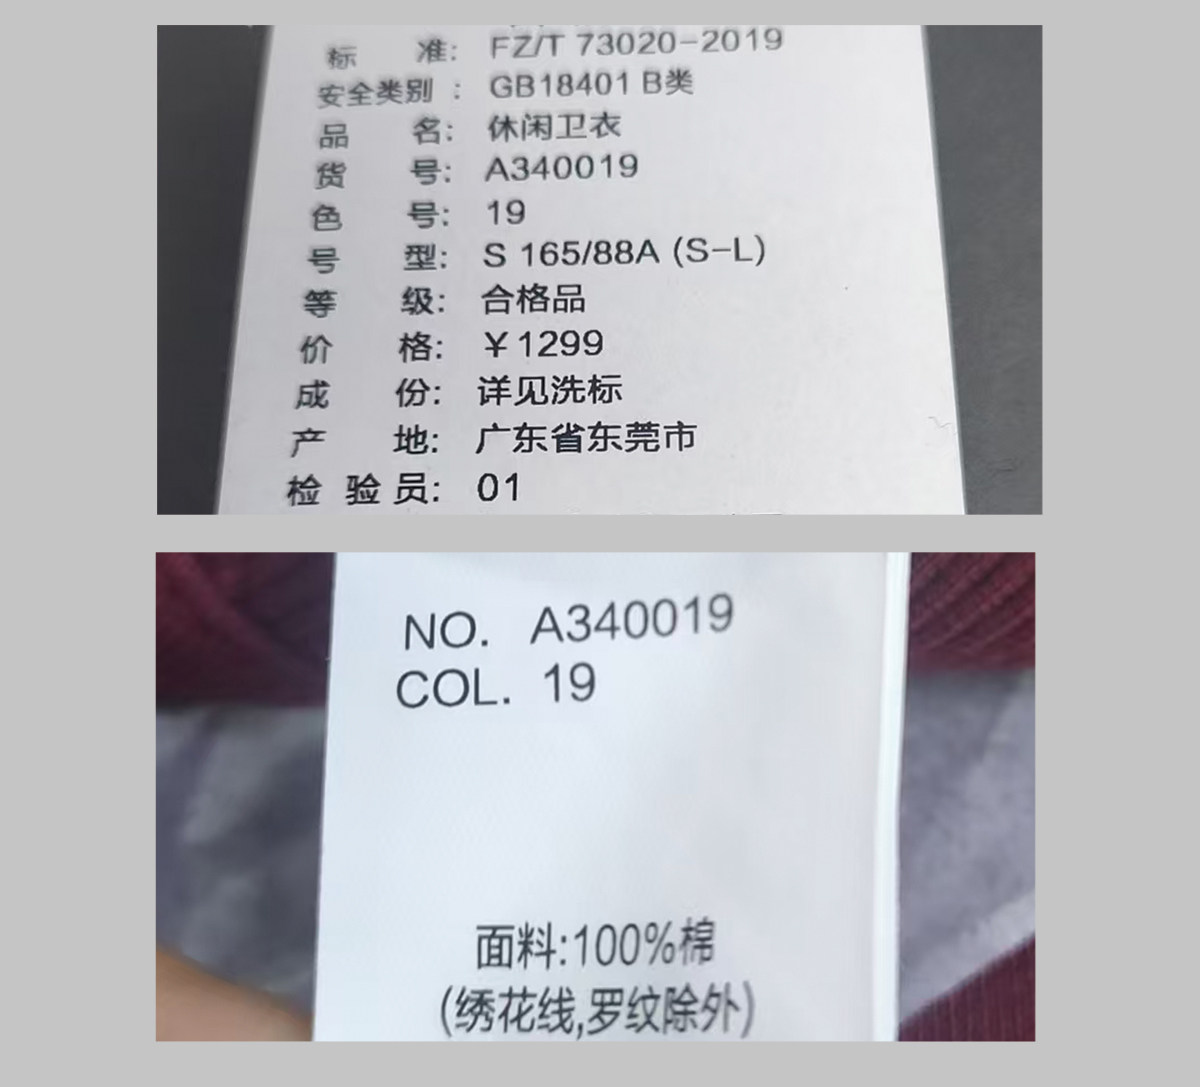 标 准: FZ/T 73020-2019
安全类别 : GB18401 B类
品 名: 休闲卫衣
货 号: A340019
色 号: 19
号 型: S 165/88A (S-L)
等 级: 合格品
价 格: ¥1299
成 份: 详见洗标
产 地: 广东省东莞市
检 验 员: 01
NO. A340019
COL. 19
面料:100%棉
(绣花线,罗纹除外)